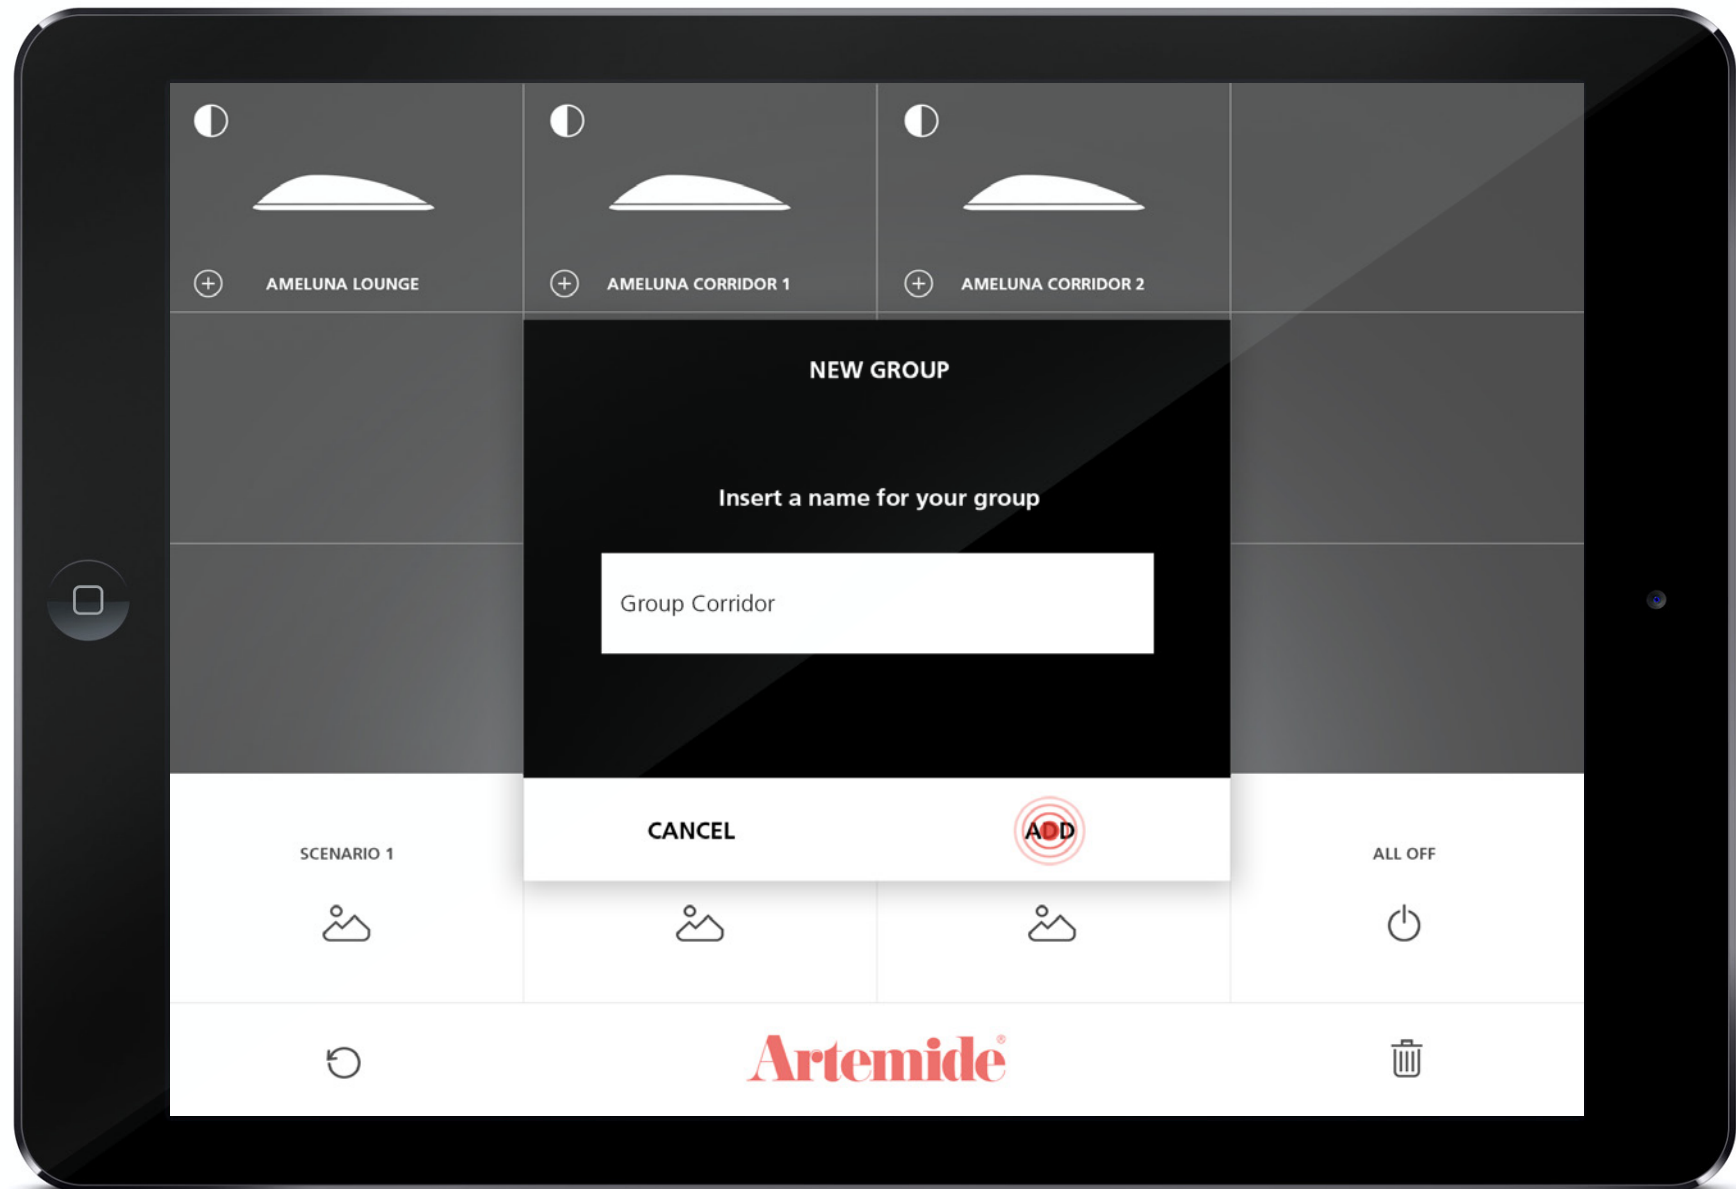 AMELUNA LOUNGE
AMELUNA CORRIDOR 1
AMELUNA CORRIDOR 2
NEW GROUP
Insert a name for your group
Group Corridor
CANCEL
ADD
SCENARIO 1
ALL OFF
Artemide®